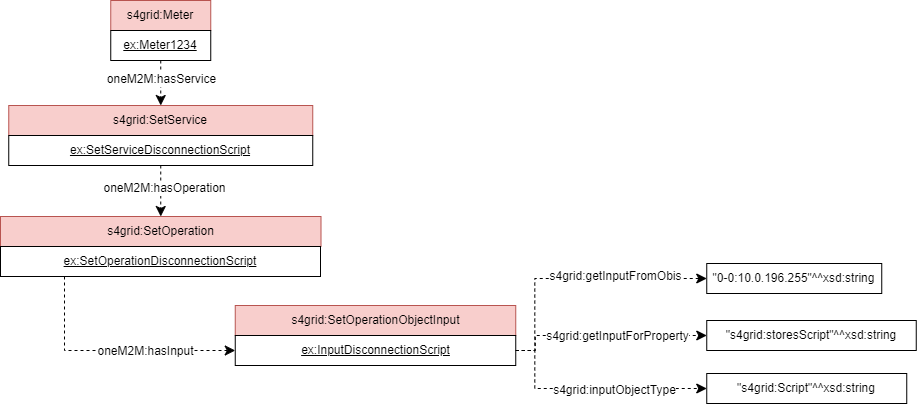 s4grid:Meter
ex:Meter1234
oneM2M:hasService
s4grid:SetService
ex:SetServiceDisconnectionScript
oneM2M:hasOperation
s4grid:SetOperation
ex:SetOperationDisconnectionScript
s4grid:getInputFromObis
"0-0:10.0.196.255"^^xsd:string
s4grid:SetOperationObjectInput
s4grid:getInputForProperty
"s4grid:storesScript"^^xsd:string
oneM2M:hasInput
ex:InputDisconnectionScript
s4grid:inputObjectType
"s4grid:Script"^^xsd:string